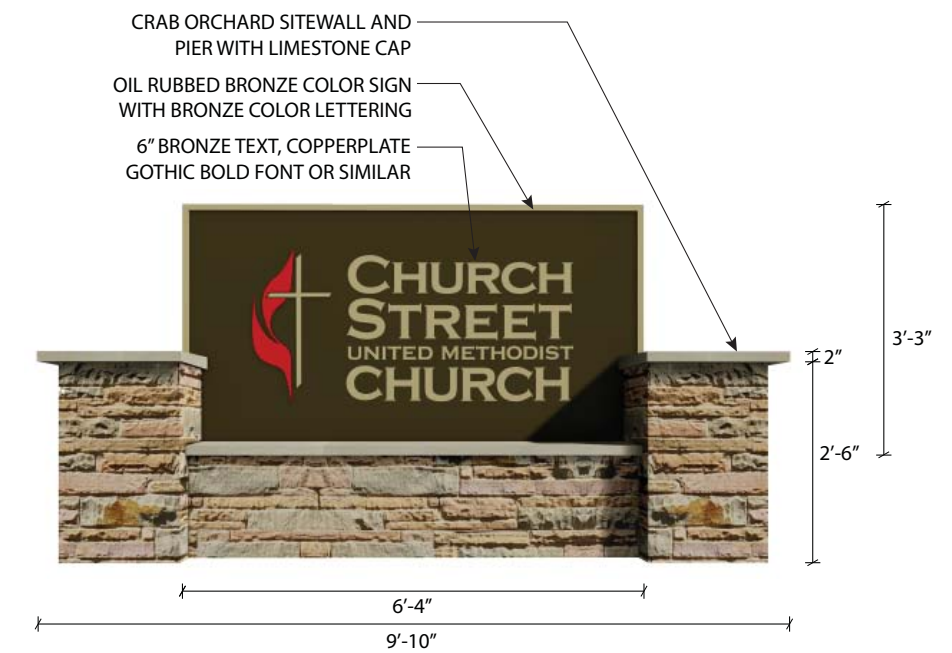 CRAB ORCHARD SITEWALL AND
PIER WITH LIMESTONE CAP
OIL RUBBED BRONZE COLOR SIGN
WITH BRONZE COLOR LETTERING
6” BRONZE TEXT, COPPERPLATE
GOTHIC BOLD FONT OR SIMILAR
CHURCH
STREET
UNITED METHODIST
CHURCH
3’-3”
2”
2’-6”
6’-4”
9’-10”